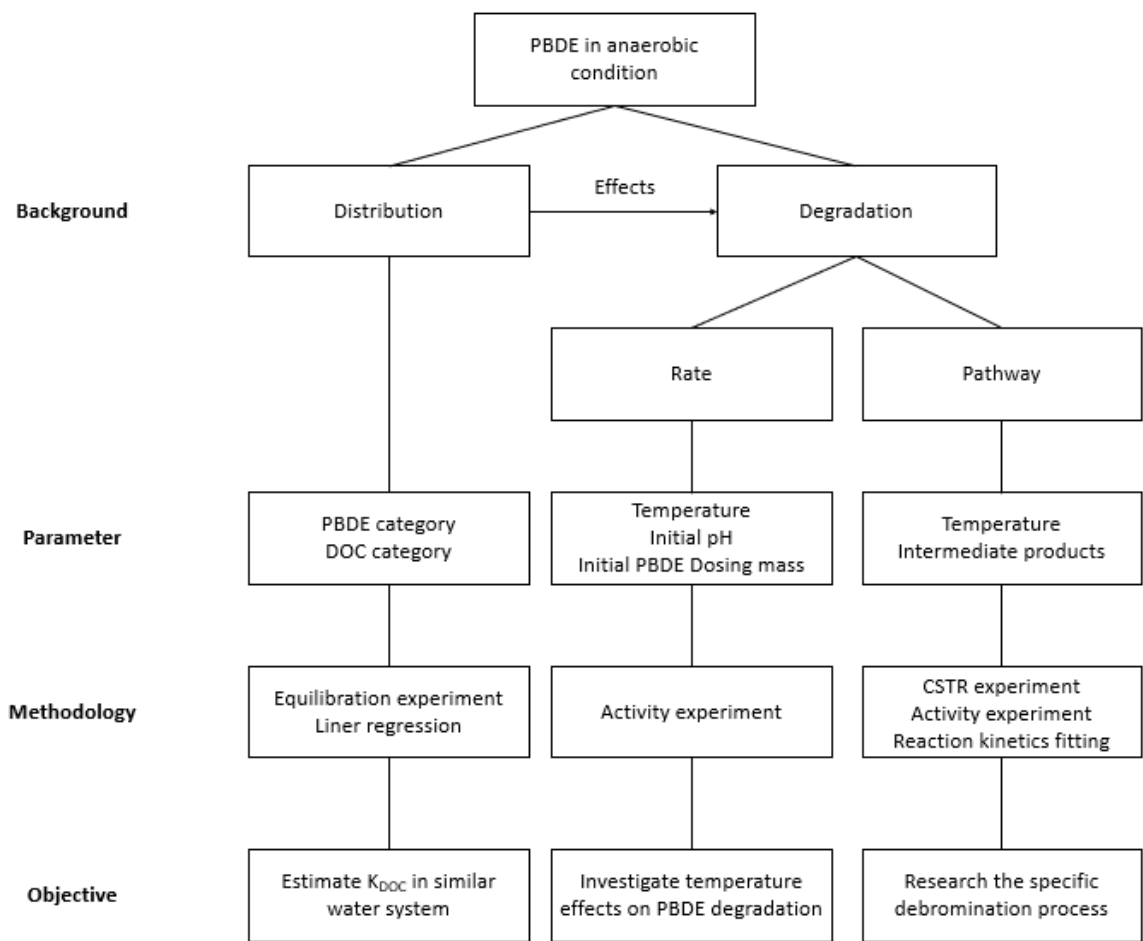 PBDE in anaerobic
condition
Background
Distribution
Effects
Degradation
Rate
Pathway
Parameter
PBDE category
DOC category
Temperature
Initial pH
Initial PBDE Dosing mass
Temperature
Intermediate products
Methodology
Equilibration experiment
Liner regression
Activity experiment
CSTR experiment
Activity experiment
Reaction kinetics fitting
Objective
Estimate K_DOC in similar
water system
Investigate temperature
effects on PBDE degradation
Research the specific
debromination process